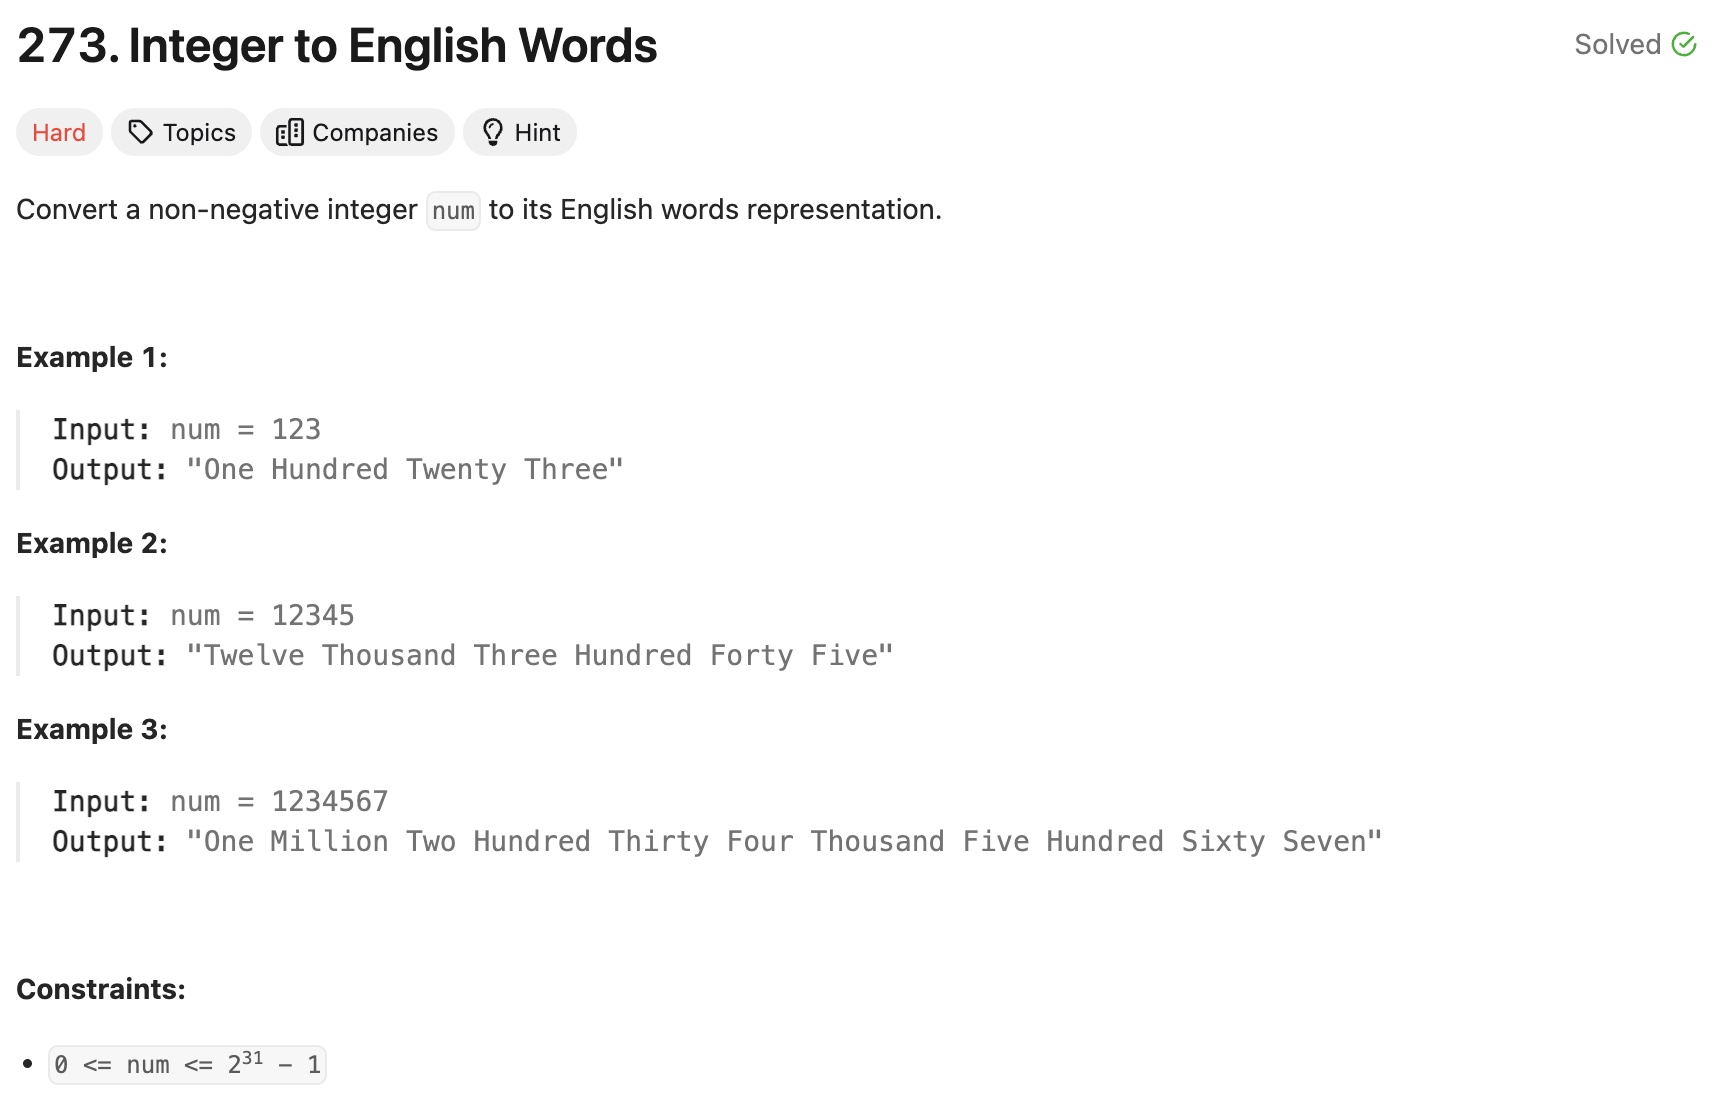 273. Integer to English Words
Solved
Hard
Topics
Companies
Hint
Convert a non-negative integer num to its English words representation.
Example 1:
Input: num = 123
Output: "One Hundred Twenty Three"
Example 2:
Input: num = 12345
Output: "Twelve Thousand Three Hundred Forty Five"
Example 3:
Input: num = 1234567
Output: "One Million Two Hundred Thirty Four Thousand Five Hundred Sixty Seven"
Constraints:
• 0 <= num <= 2³¹ - 1